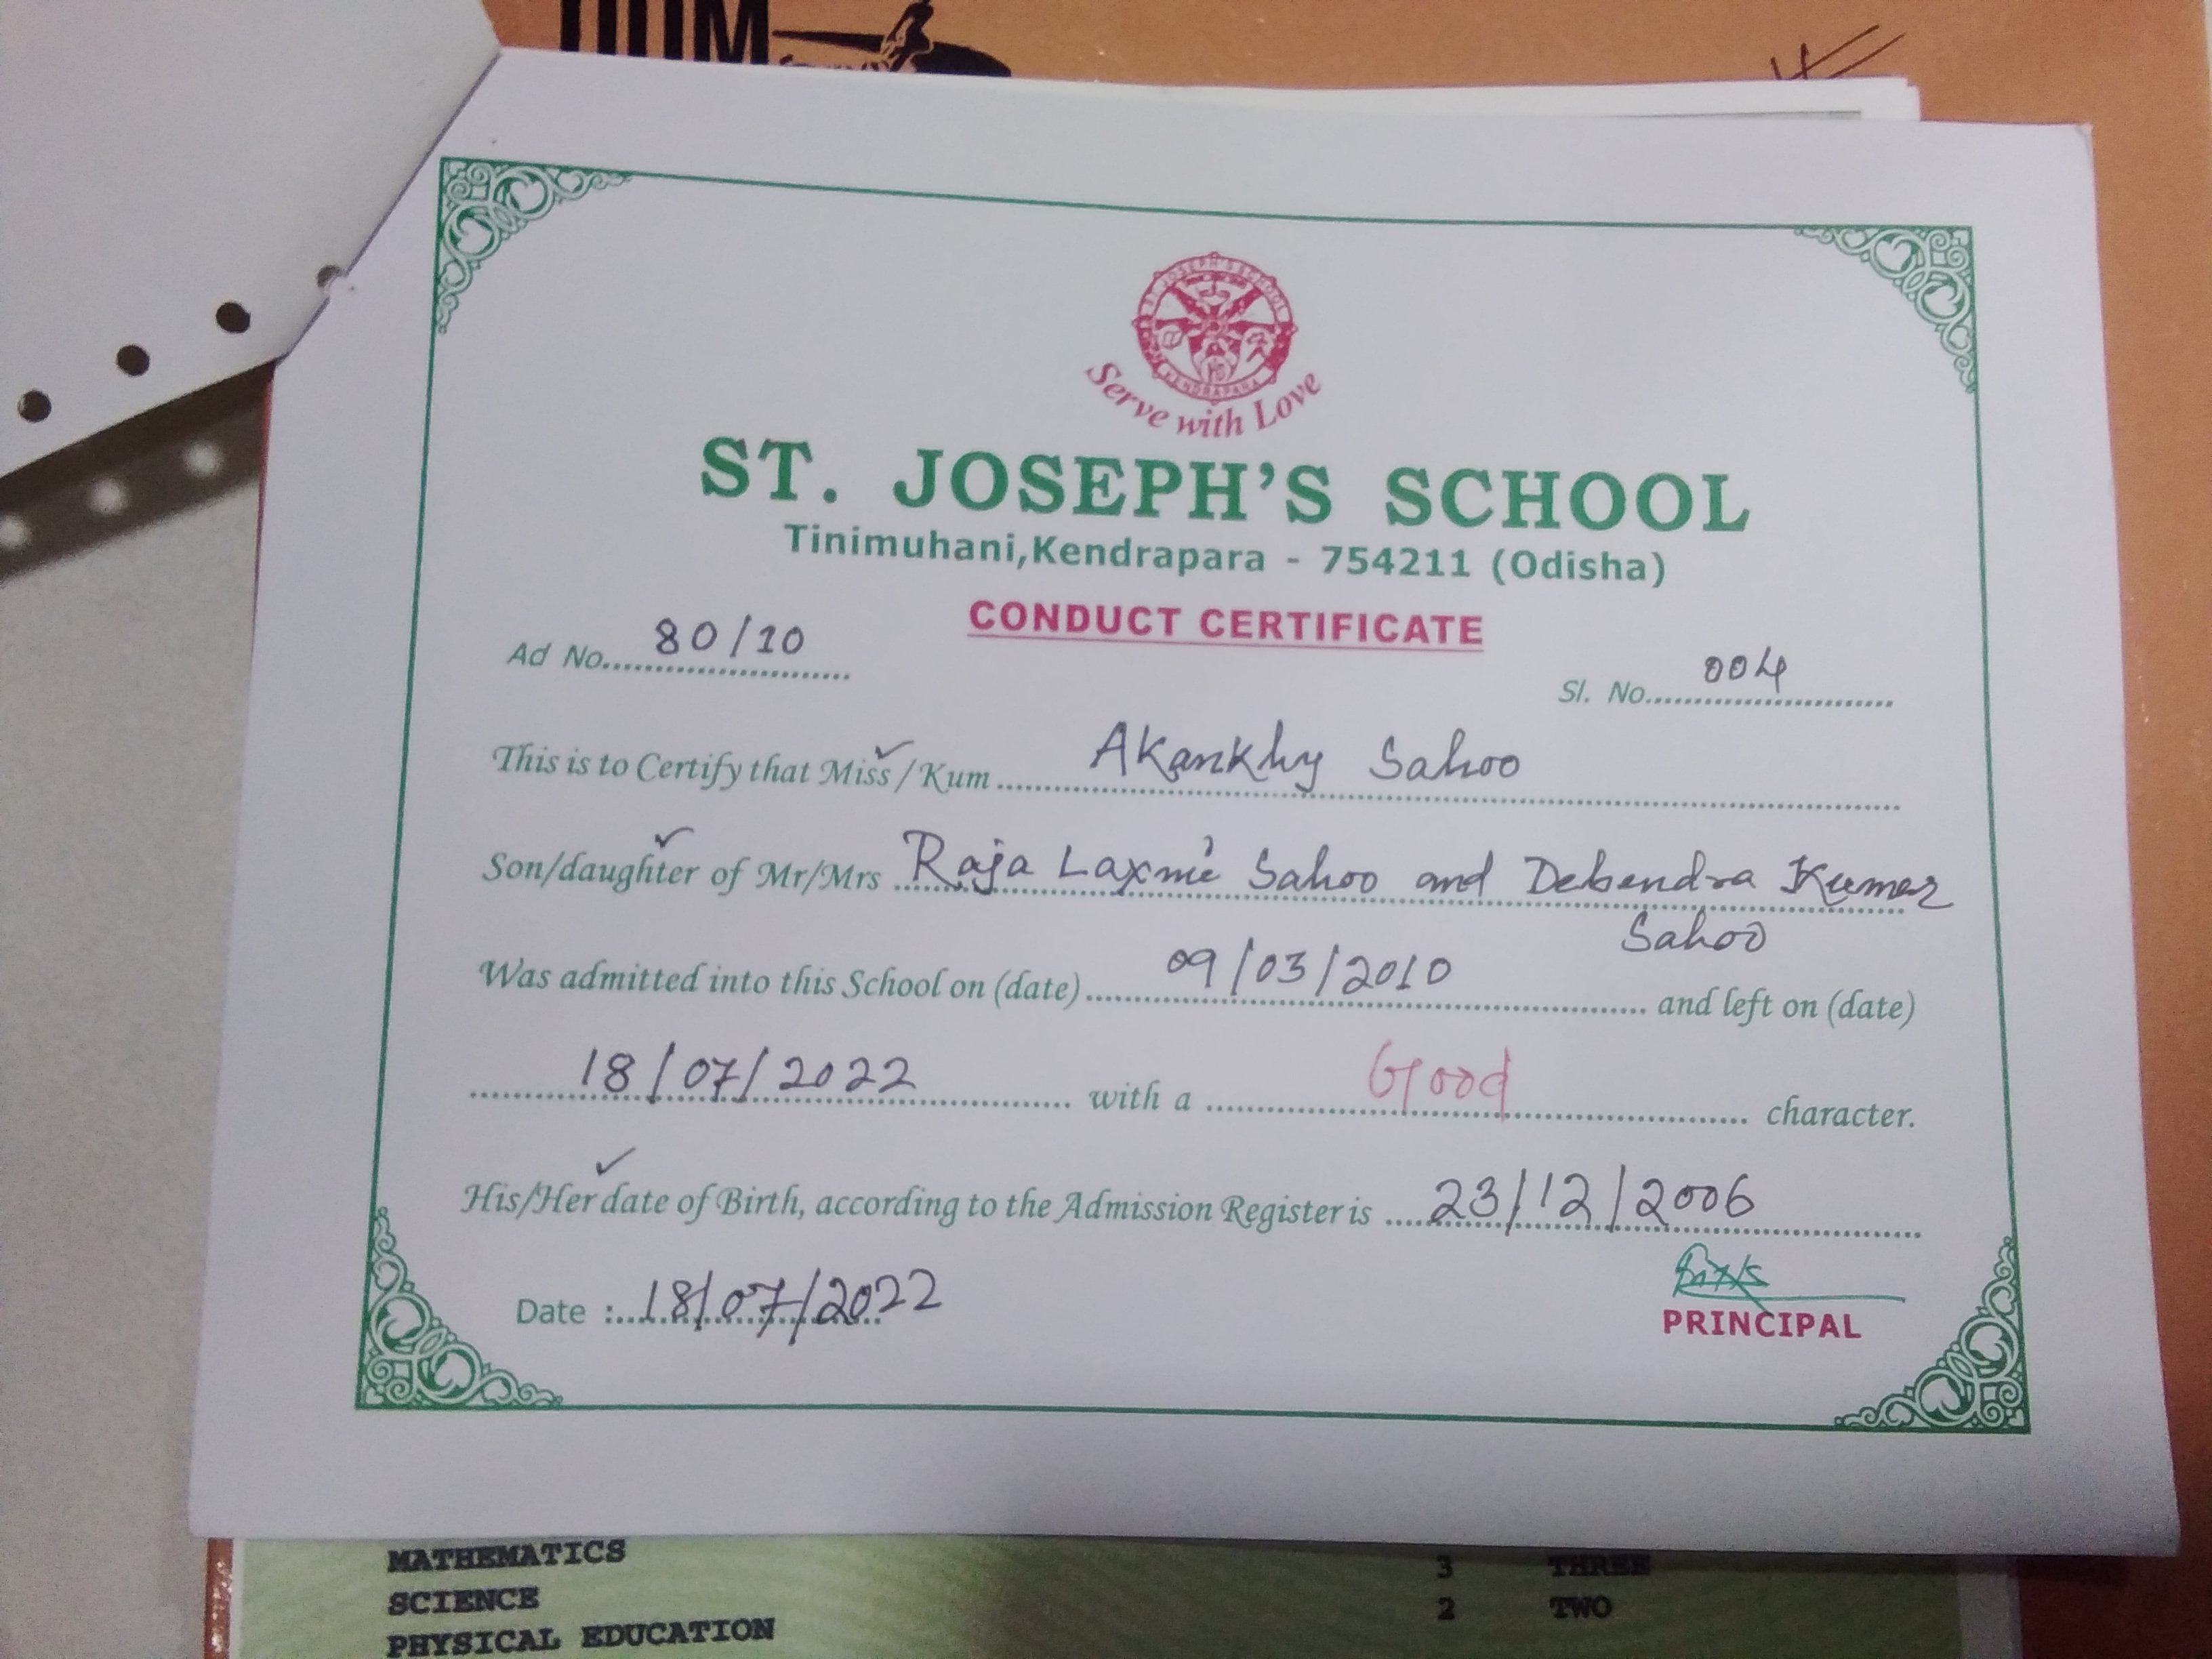 ST. JOSEPH'S SCHOOL
KENDRAPARA
Serve with Love
ST. JOSEPH'S SCHOOL
Tinimuhani,Kendrapara - 754211 (Odisha)
CONDUCT CERTIFICATE
Ad No. 80/10
Sl. No. 004
This is to Certify that Miss/Kum Akankhy Sahoo
Son/daughter of Mr/Mrs Raja Laxmi Sahoo and Debendra Kumar
Sahoo
Was admitted into this School on (date) 09/03/2010 and left on (date)
18/07/2022 with a Good character.
His/Her date of Birth, according to the Admission Register is 23/12/2006
Date : 18/07/2022
PRINCIPAL
MATHEMATICS 3 THREE
SCIENCE 2 TWO
PHYSICAL EDUCATION